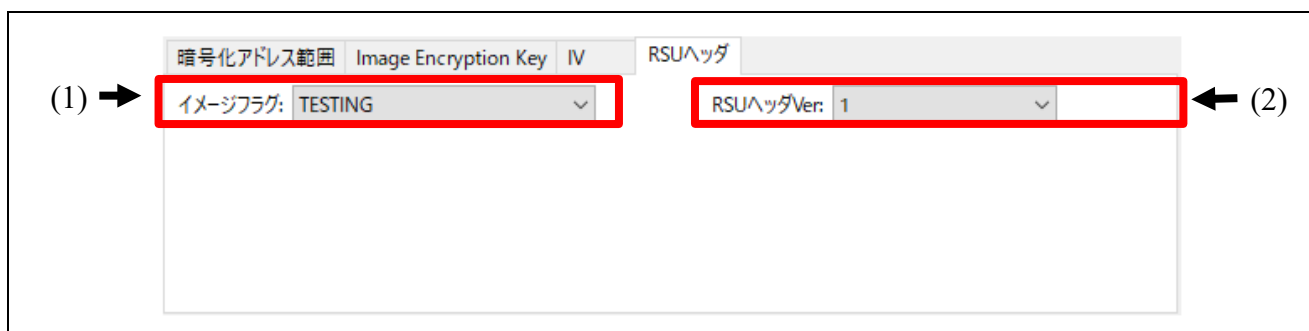 暗号化アドレス範囲 Image Encryption Key IV RSUヘッダ
(1) イメージフラグ: TESTING RSUヘッダVer: 1 (2)